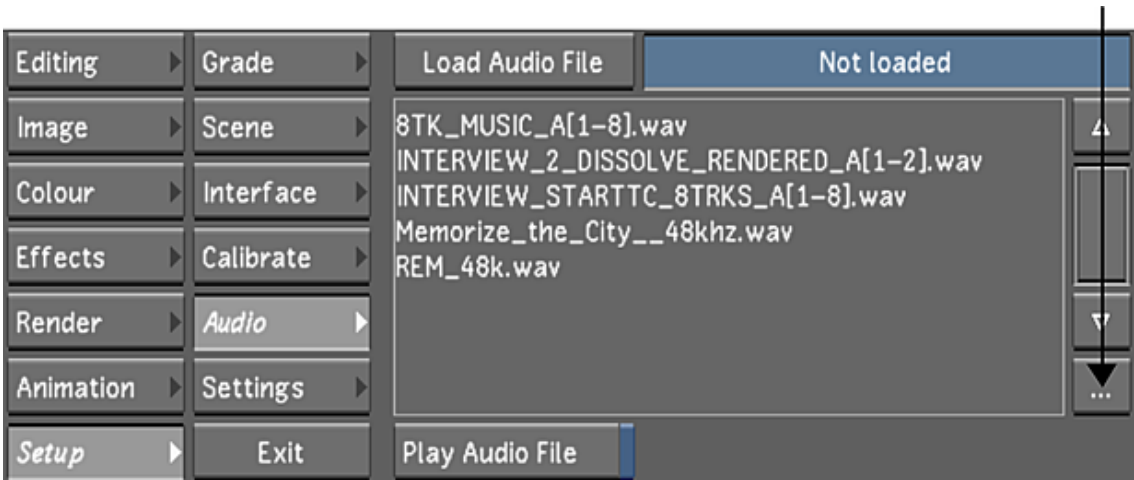 Editing
Grade
Load Audio File
Not loaded
Image
Scene
8TK_MUSIC_A[1-8].wav
INTERVIEW_2_DISSOLVE_RENDERED_A[1-2].wav
Colour
Interface
INTERVIEW_STARTTC_8TRKS_A[1-8].wav
Memorize_the_City__48khz.wav
Effects
Calibrate
REM_48k.wav
Render
Audio
Animation
Settings
...
Setup
Exit
Play Audio File